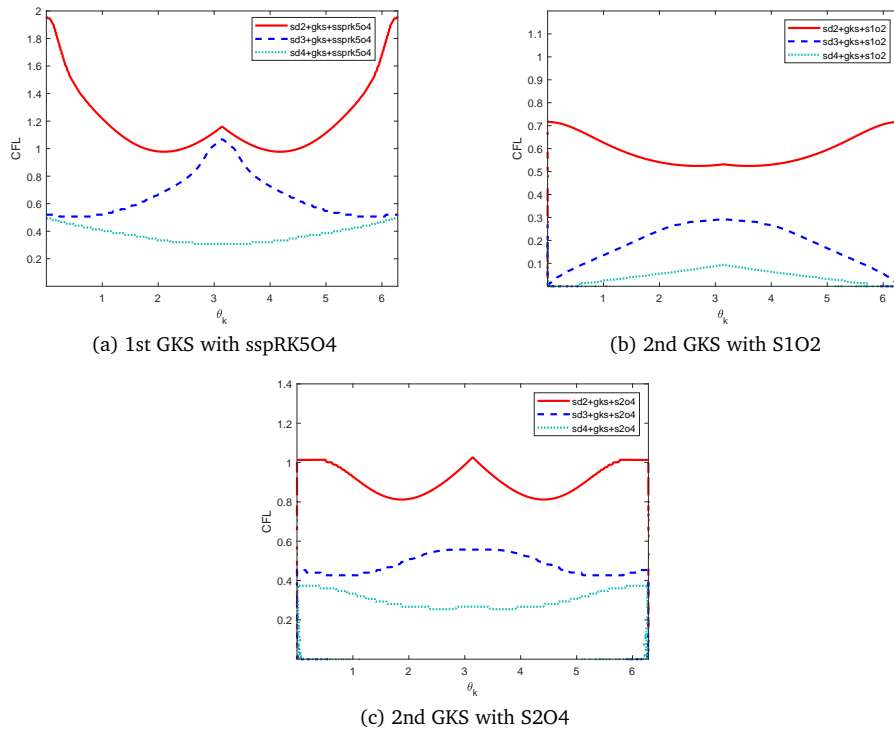 2
1.8
1.6
1.4
1.2
1
0.8
0.6
0.4
0.2
CFL
sd2+gks+ssprk5o4
sd3+gks+ssprk5o4
sd4+gks+ssprk5o4
1 2 3 4 5 6
θk
(a) 1st GKS with sspRK5O4
1.1
1
0.9
0.8
0.7
0.6
0.5
0.4
0.3
0.2
0.1
CFL
sd2+gks+s1o2
sd3+gks+s1o2
sd4+gks+s1o2
1 2 3 4 5 6
θk
(b) 2nd GKS with S1O2
1.4
1.2
1
0.8
0.6
0.4
0.2
CFL
sd2+gks+s2o4
sd3+gks+s2o4
sd4+gks+s2o4
1 2 3 4 5 6
θk
(c) 2nd GKS with S2O4